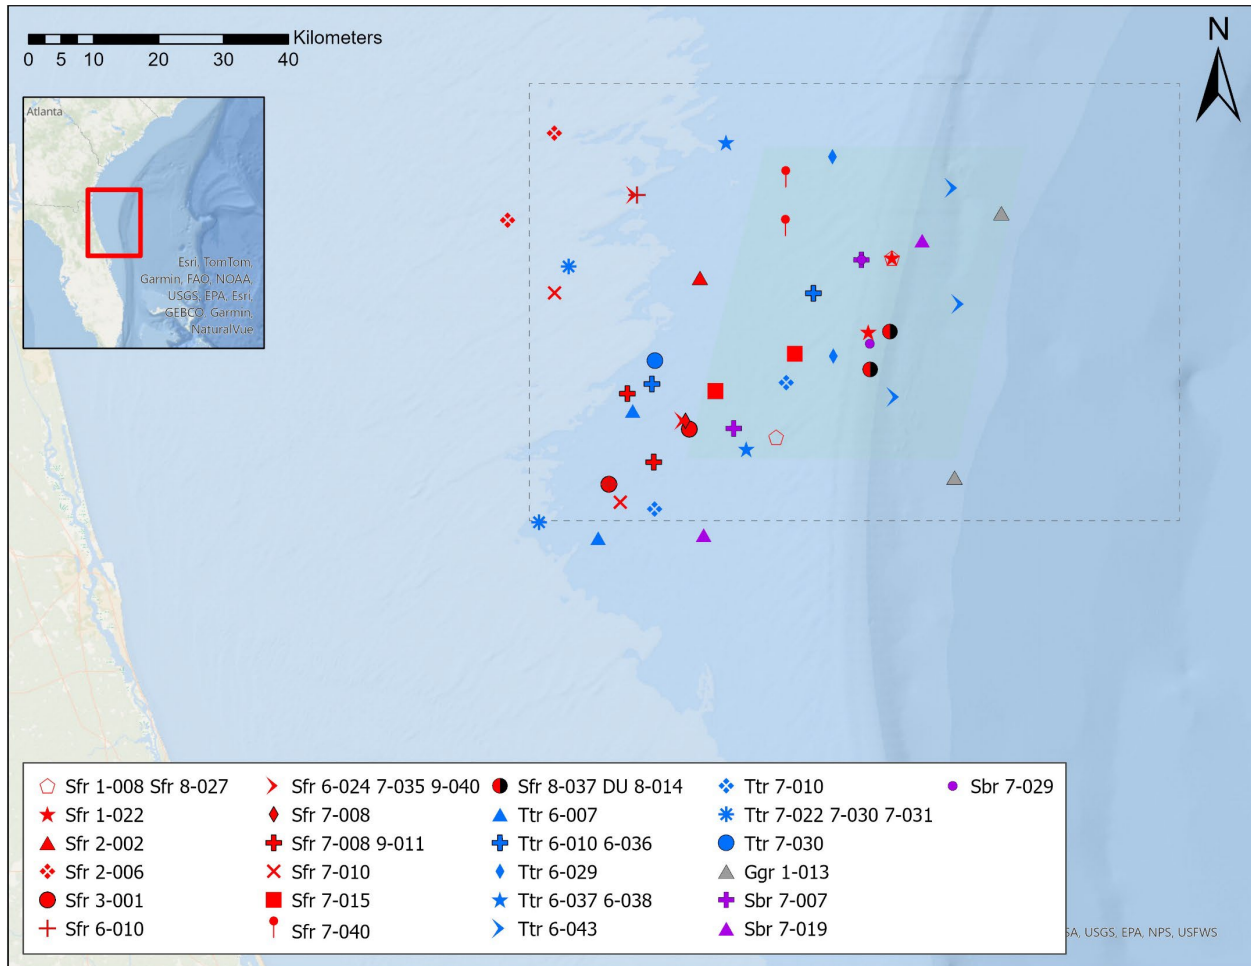 Kilometers
0 5 10 20 30 40
N
Atlanta
Esri, TomTom,
Garmin, FAO, NOAA,
USGS, EPA, Esri,
GEBCO, Garmin,
NaturalVue
Sfr 1-008 Sfr 8-027
Sfr 1-022
Sfr 2-002
Sfr 2-006
Sfr 3-001
Sfr 6-010
Sfr 6-024 7-035 9-040
Sfr 7-008
Sfr 7-008 9-011
Sfr 7-010
Sfr 7-015
Sfr 7-040
Sfr 8-037 DU 8-014
Ttr 6-007
Ttr 6-010 6-036
Ttr 6-029
Ttr 6-037 6-038
Ttr 6-043
Ttr 7-010
Ttr 7-022 7-030 7-031
Ttr 7-030
Ggr 1-013
Sbr 7-007
Sbr 7-019
Sbr 7-029
SA, USGS, EPA, NPS, USFWS